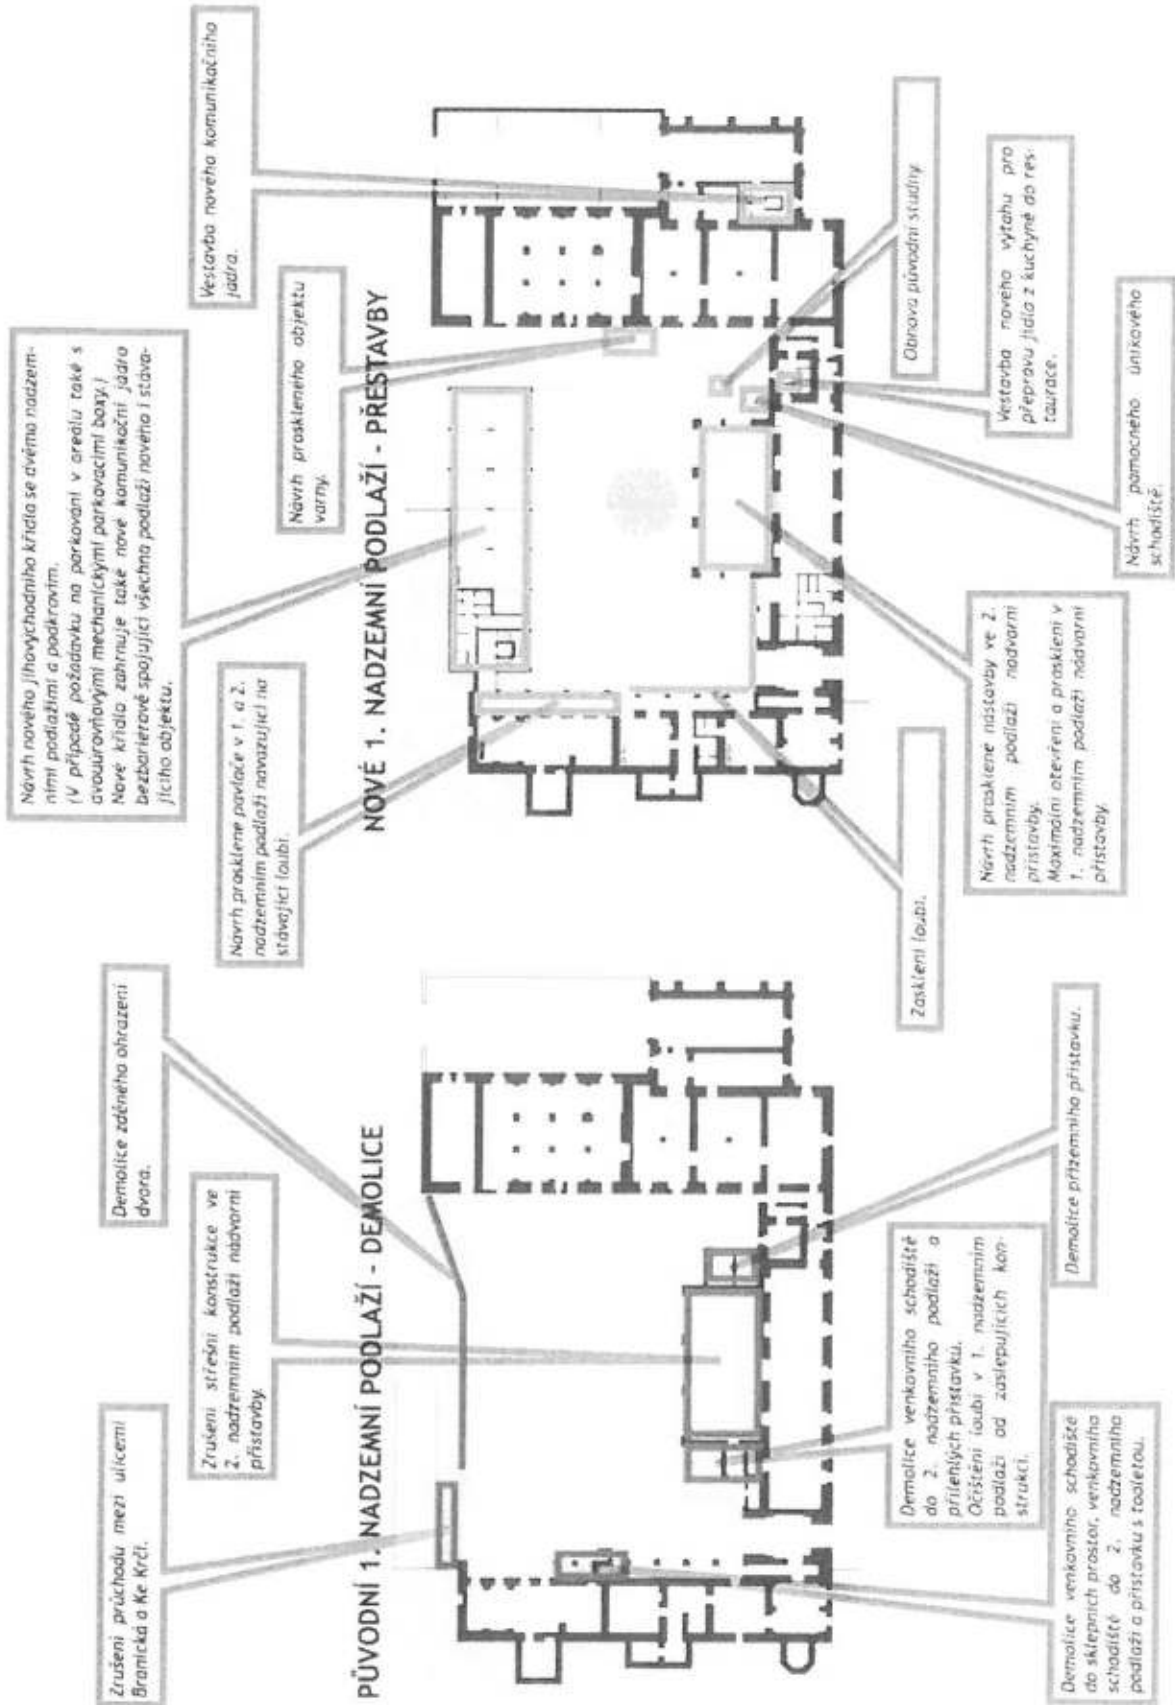 PŮVODNÍ 1. NADZEMNÍ PODLAŽÍ - DEMOLICE
Zrušení průchodu mezi ulicemi
Branická a Ke Krči.
Zrušení střešní konstrukce ve
2. nadzemním podlaží nádvorní
přístavby.
Demolice zděného ohrazení
dvora.
Demolice venkovního schodiště
do sklepních prostor, venkovního
schodiště do 2. nadzemního
podlaží a přístavku s toaletou.
Demolice venkovního schodiště
do 2. nadzemního podlaží a
přilehlých přístavků.
Očištění loubí v 1. nadzemním
podlaží od zaslepujících kon-
strukcí.
Demolice přízemního přístavku.
NOVÉ 1. NADZEMNÍ PODLAŽÍ - PŘESTAVBY
Návrh prosklené pavlače v 1. a 2.
nadzemním podlaží navazující na
stávající loubí.
Návrh nového jihovýchodního křídla se dvěma nadzem-
ními podlažími a podkrovím.
(V případě požadavku na parkování v areálu také s
dvouúrovňovými mechanickými parkovacími boxy.)
Nové křídlo zahrnuje také nové komunikační jádro
bezbariérově spojující všechna podlaží nového i stáva-
jícího objektu.
Návrh proskleného objektu
varny.
Vestavba nového komunikačního
jádra.
Zasklení loubí.
Návrh prosklené nástavby ve 2.
nadzemním podlaží nádvorní
přístavby.
Maximální otevření a prosklení v
1. nadzemním podlaží nádvorní
přístavby.
Návrh pomocného únikového
schodiště.
Vestavba nového výtahu pro
přepravu jídla z kuchyně do res-
taurace.
Obnova původní studny.